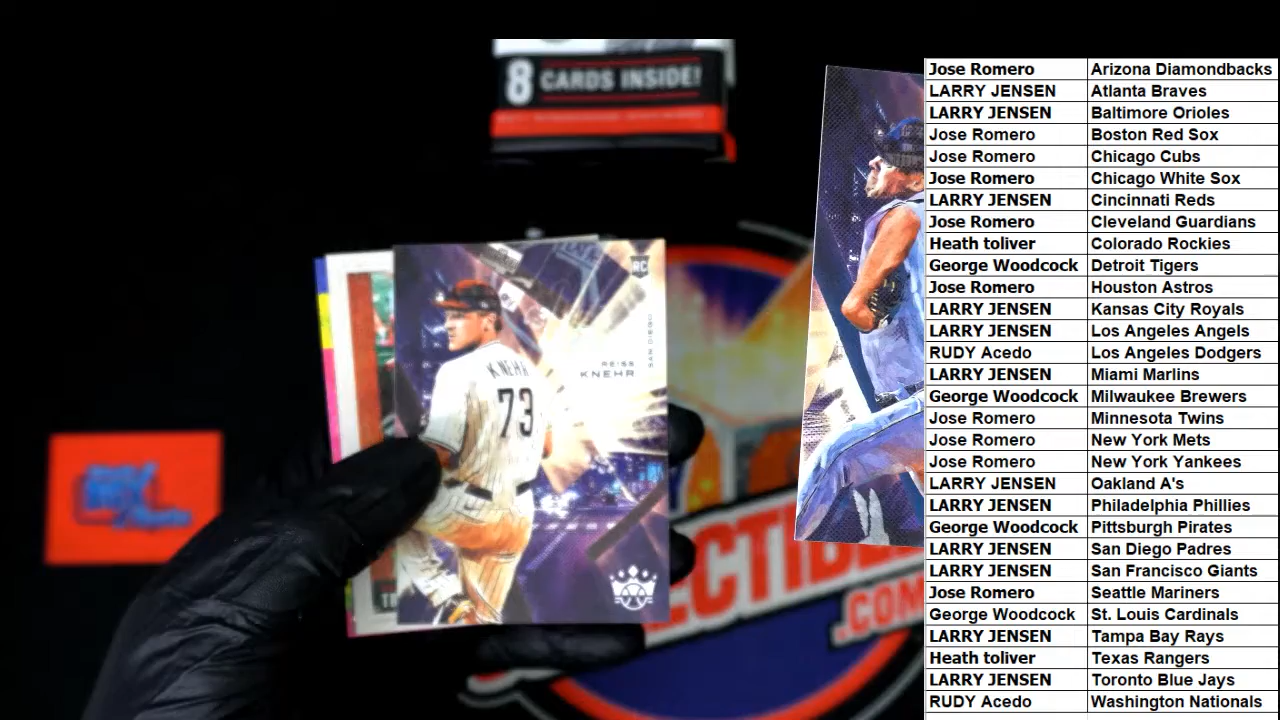 8 CARDS INSIDE!
RC
SAN DIEGO
REISS
KNEHR
KNEHR
73
ECTIBL
.COM
Jose Romero Arizona Diamondbacks
LARRY JENSEN Atlanta Braves
LARRY JENSEN Baltimore Orioles
Jose Romero Boston Red Sox
Jose Romero Chicago Cubs
Jose Romero Chicago White Sox
LARRY JENSEN Cincinnati Reds
Jose Romero Cleveland Guardians
Heath toliver Colorado Rockies
George Woodcock Detroit Tigers
Jose Romero Houston Astros
LARRY JENSEN Kansas City Royals
LARRY JENSEN Los Angeles Angels
RUDY Acedo Los Angeles Dodgers
LARRY JENSEN Miami Marlins
George Woodcock Milwaukee Brewers
Jose Romero Minnesota Twins
Jose Romero New York Mets
Jose Romero New York Yankees
LARRY JENSEN Oakland A's
LARRY JENSEN Philadelphia Phillies
George Woodcock Pittsburgh Pirates
LARRY JENSEN San Diego Padres
LARRY JENSEN San Francisco Giants
Jose Romero Seattle Mariners
George Woodcock St. Louis Cardinals
LARRY JENSEN Tampa Bay Rays
Heath toliver Texas Rangers
LARRY JENSEN Toronto Blue Jays
RUDY Acedo Washington Nationals